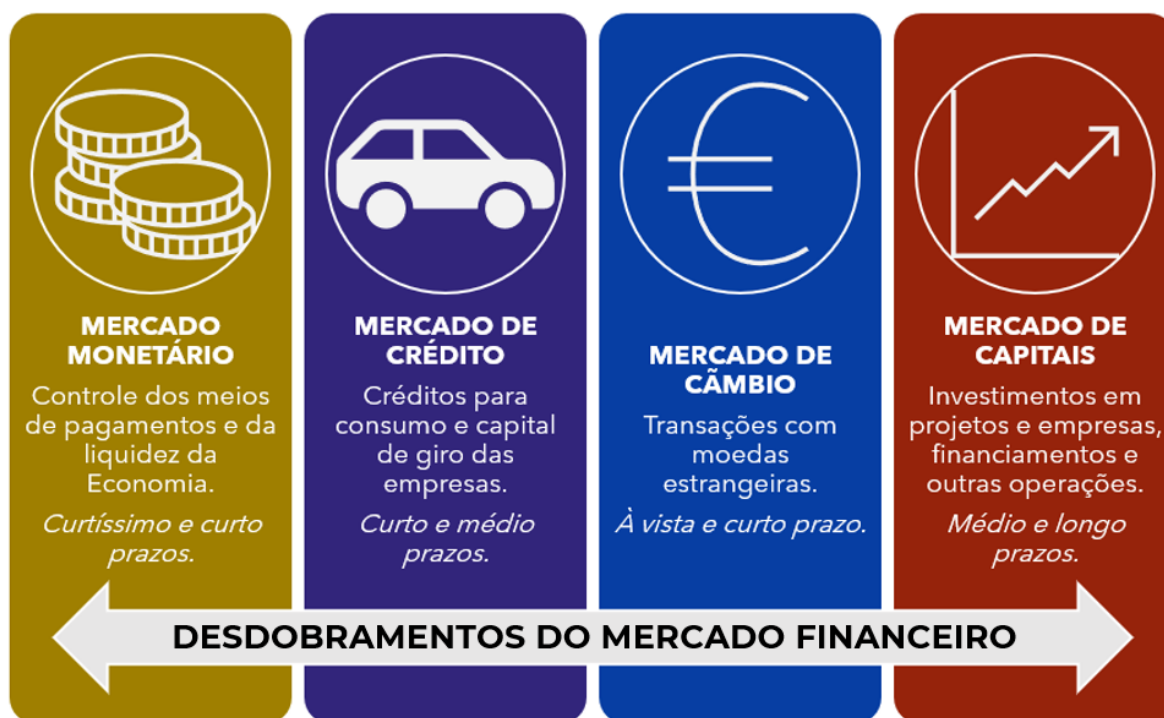 MERCADO
MONETÁRIO
Controle dos meios
de pagamentos e da
liquidez da
Economia.
Curtíssimo e curto
prazos.
MERCADO DE
CRÉDITO
Créditos para
consumo e capital
de giro das
empresas.
Curto e médio
prazos.
MERCADO DE
CÃMBIO
Transações com
moedas
estrangeiras.
À vista e curto prazo.
MERCADO DE
CAPITAIS
Investimentos em
projetos e empresas,
financiamentos e
outras operações.
Médio e longo
prazos.
DESDOBRAMENTOS DO MERCADO FINANCEIRO